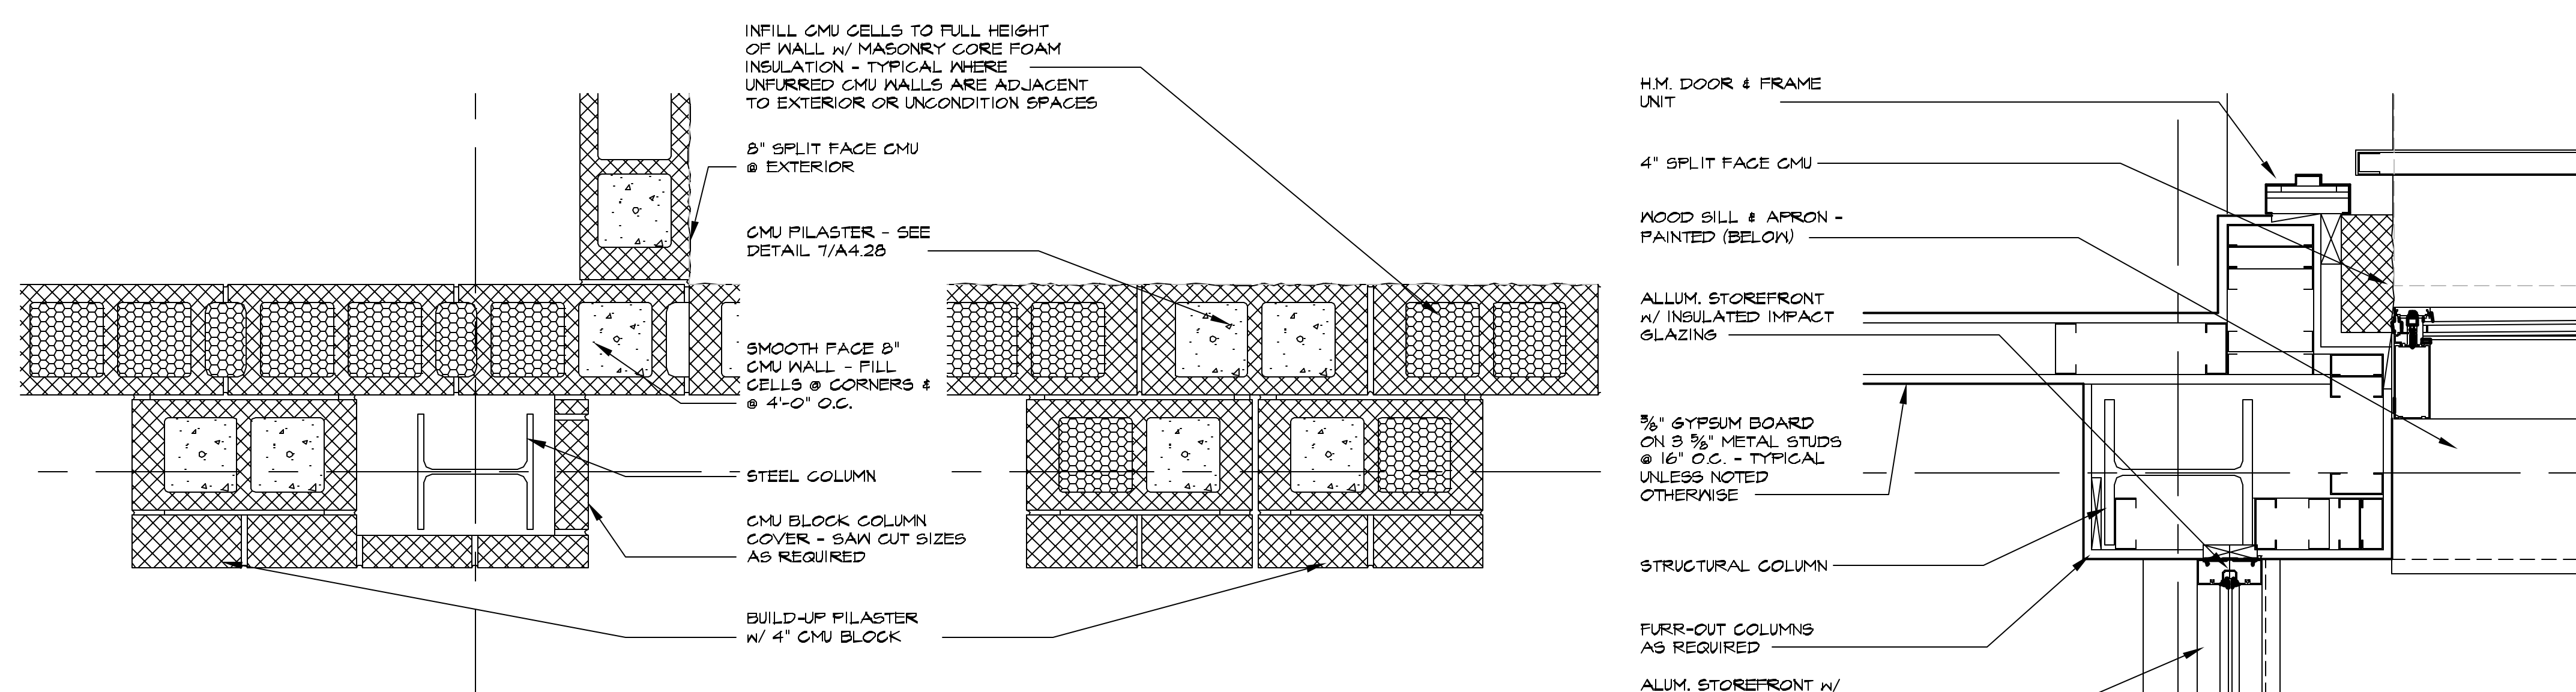 INFILL CMU CELLS TO FULL HEIGHT
OF WALL W/ MASONRY CORE FOAM
INSULATION - TYPICAL WHERE
UNFURRED CMU WALLS ARE ADJACENT
TO EXTERIOR OR UNCONDITION SPACES
8" SPLIT FACE CMU
@ EXTERIOR
CMU PILASTER - SEE
DETAIL 7/A4.28
SMOOTH FACE 8"
CMU WALL - FILL
CELLS @ CORNERS &
@ 4'-0" O.C.
STEEL COLUMN
CMU BLOCK COLUMN
COVER - SAW CUT SIZES
AS REQUIRED
BUILD-UP PILASTER
W/ 4" CMU BLOCK
H.M. DOOR & FRAME
UNIT
4" SPLIT FACE CMU
WOOD SILL & APRON -
PAINTED (BELOW)
ALLUM. STOREFRONT
W/ INSULATED IMPACT
GLAZING
⅝" GYPSUM BOARD
ON 3 ⅝" METAL STUDS
@ 16" O.C. - TYPICAL
UNLESS NOTED
OTHERWISE
STRUCTURAL COLUMN
FURR-OUT COLUMNS
AS REQUIRED
ALUM. STOREFRONT W/